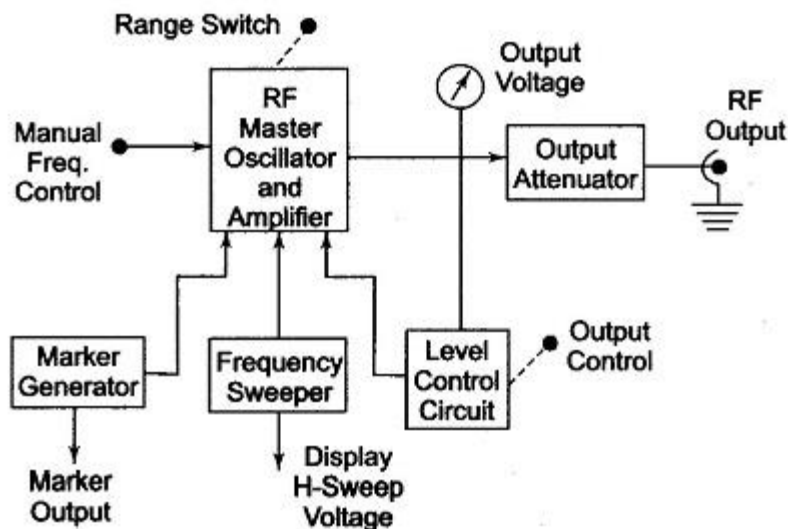 Range Switch
Output
Voltage
RF
Master
Oscillator
and
Amplifier
Manual
Freq.
Control
Output
Attenuator
RF
Output
Marker
Generator
Frequency
Sweeper
Level
Control
Circuit
Output
Control
Marker
Output
Display
H-Sweep
Voltage